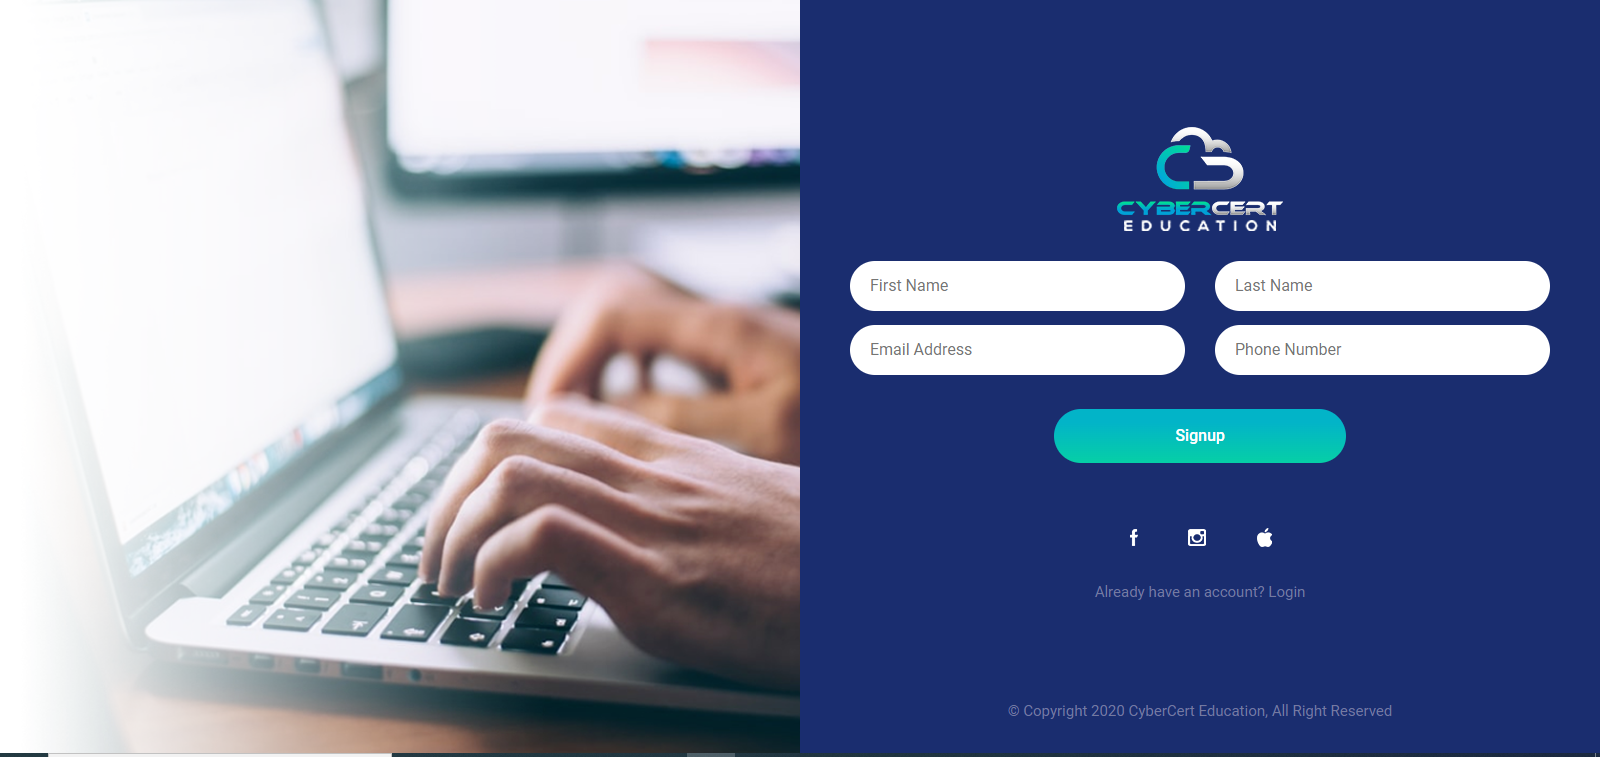 CYBERCERT
EDUCATION
First Name
Last Name
Email Address
Phone Number
Signup
Already have an account? Login
© Copyright 2020 CyberCert Education, All Right Reserved